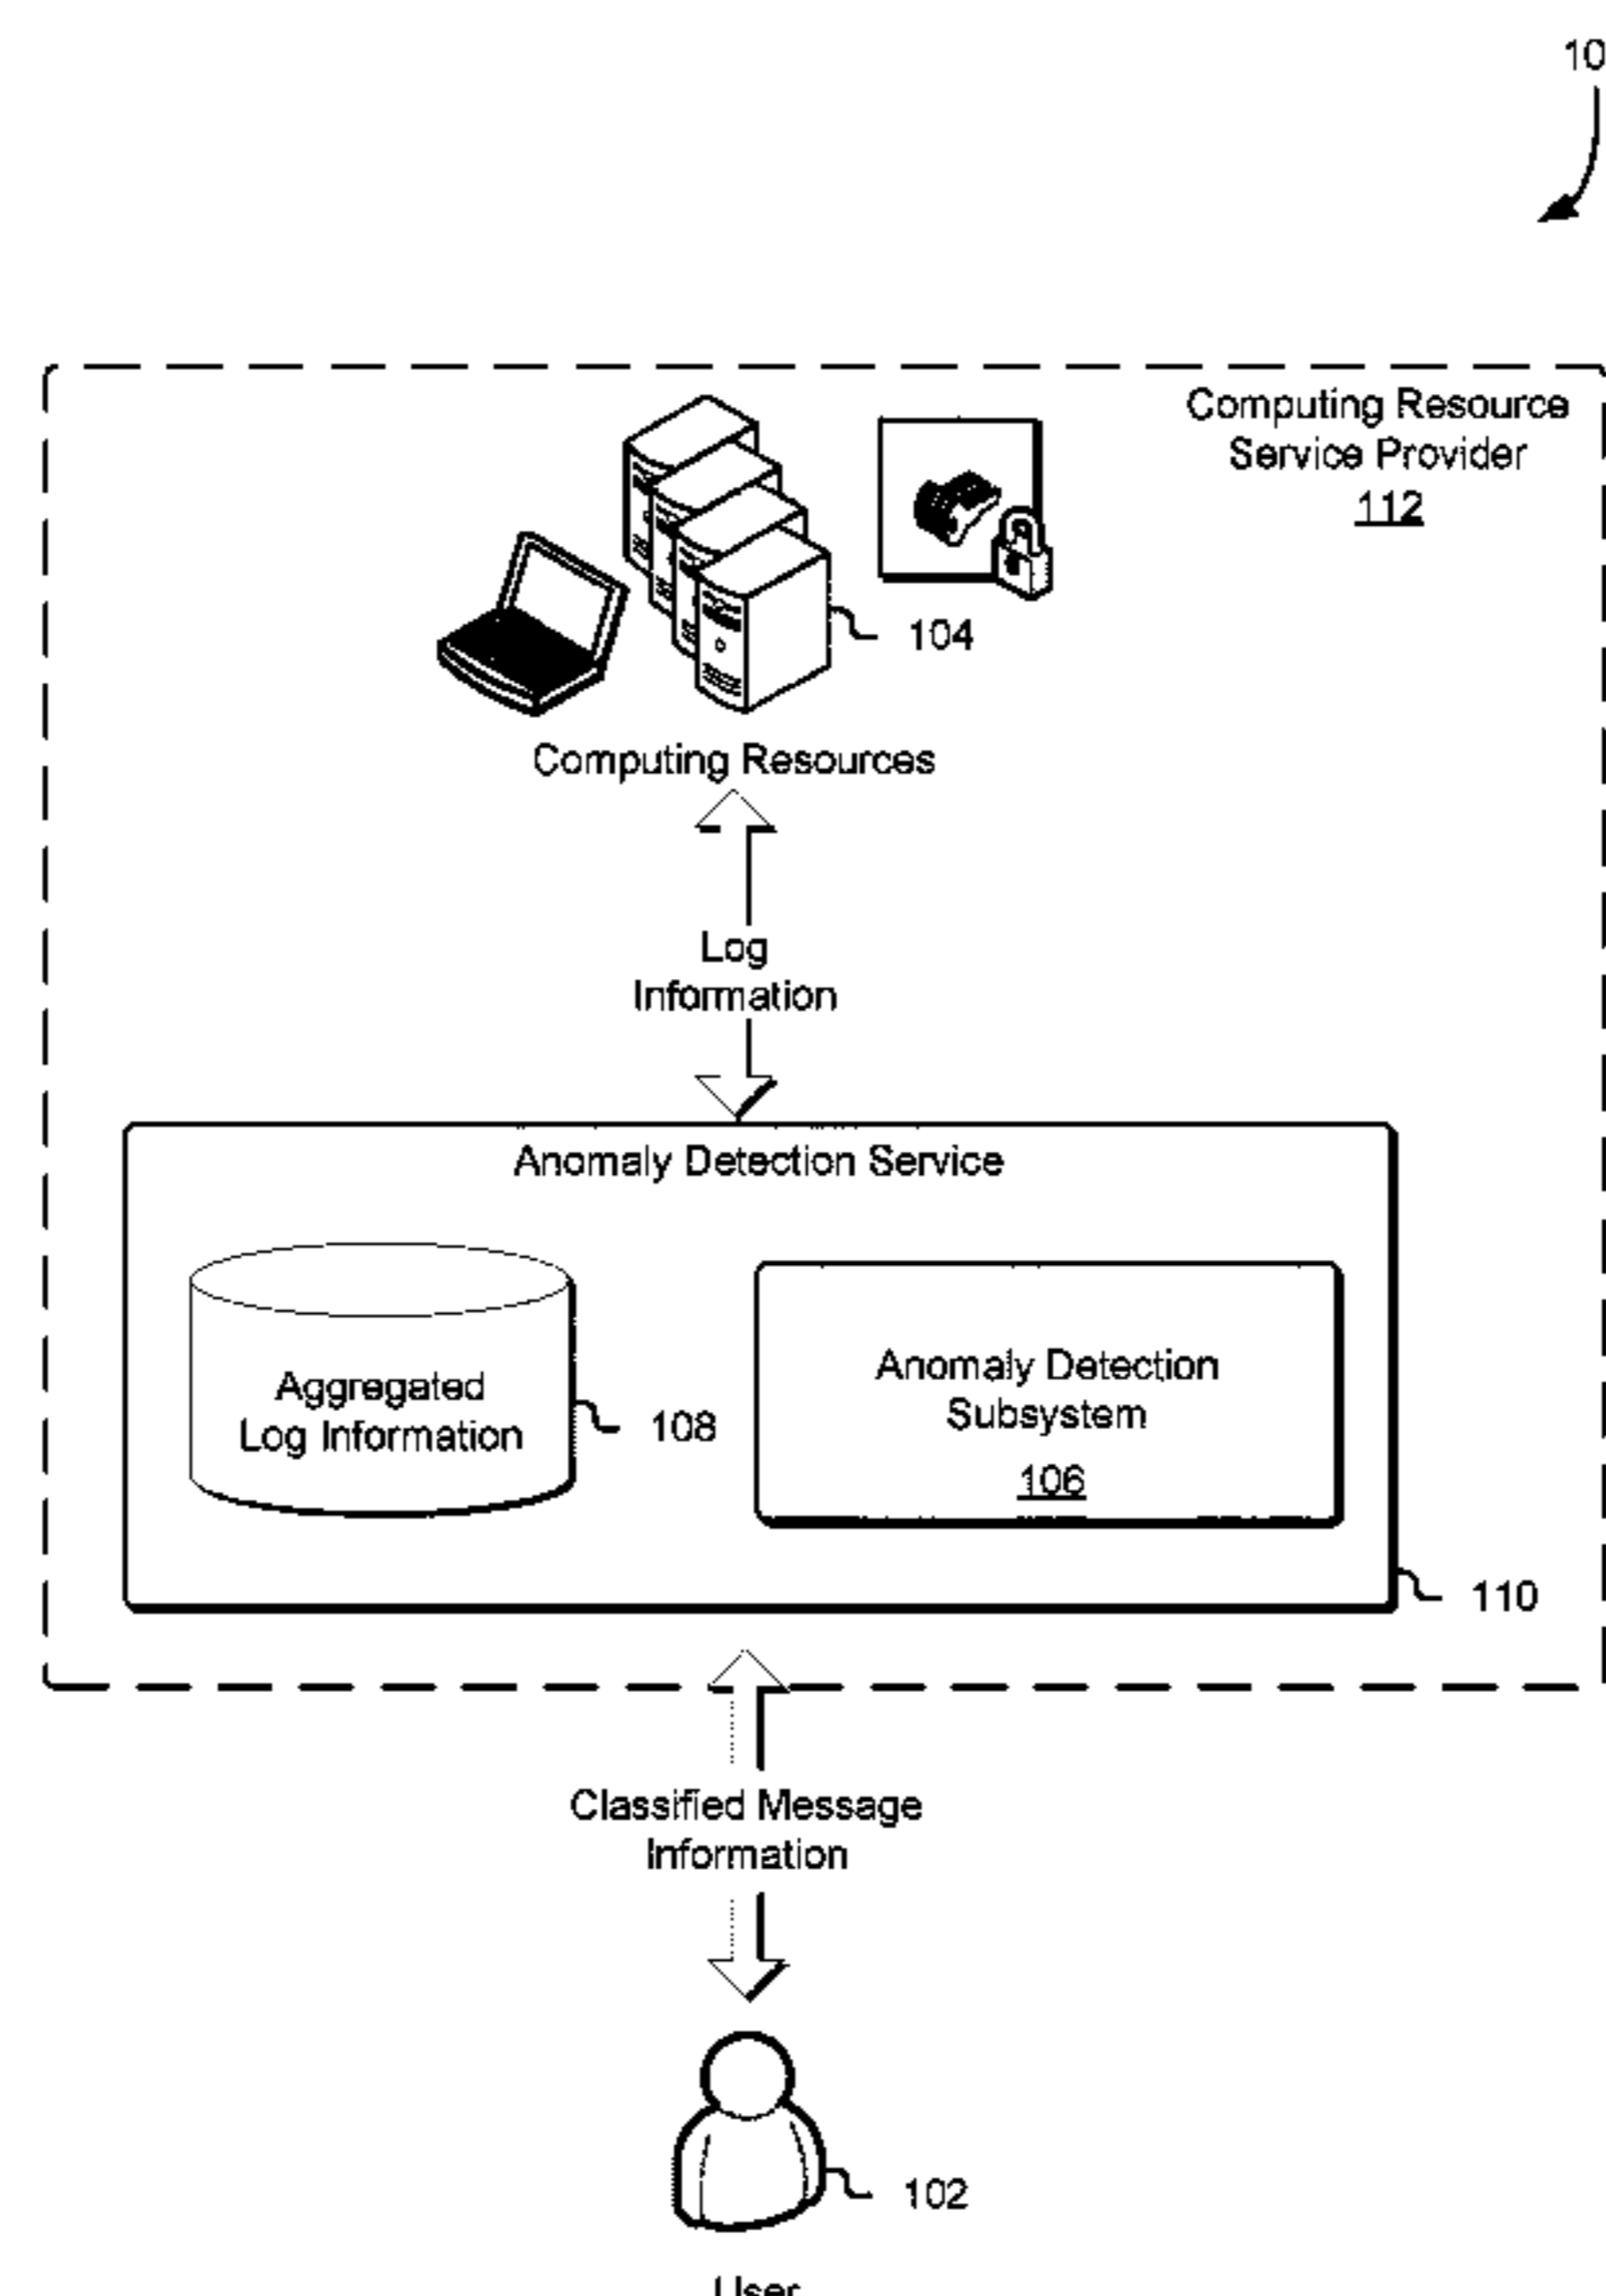 10
Computing Resource
Service Provider
112
104
Computing Resources
Log
Information
Anomaly Detection Service
Aggregated
Log Information
108
Anomaly Detection
Subsystem
106
110
Classified Message
Information
102
User